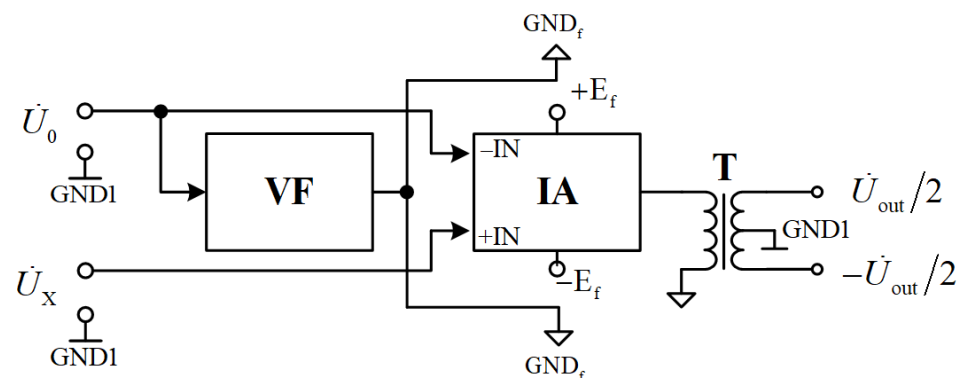 GND_f
U̇_0
+E_f
GND1
VF
–IN
IA
+IN
T
U̇_out/2
GND1
U̇_X
–E_f
–U̇_out/2
GND1
GND_f